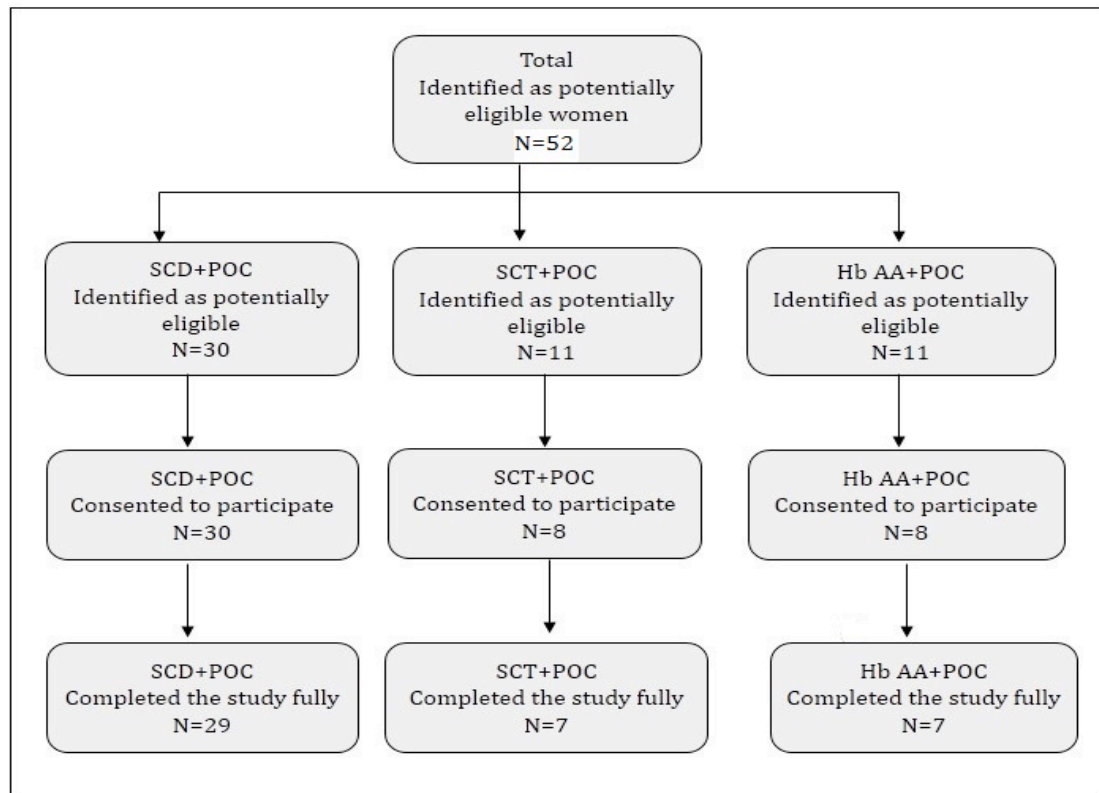 Total
Identified as potentially
eligible women
N=52
SCD+POC
Identified as potentially
eligible
N=30
SCT+POC
Identified as potentially
eligible
N=11
Hb AA+POC
Identified as potentially
eligible
N=11
SCD+POC
Consented to participate
N=30
SCT+POC
Consented to participate
N=8
Hb AA+POC
Consented to participate
N=8
SCD+POC
Completed the study fully
N=29
SCT+POC
Completed the study fully
N=7
Hb AA+POC
Completed the study fully
N=7